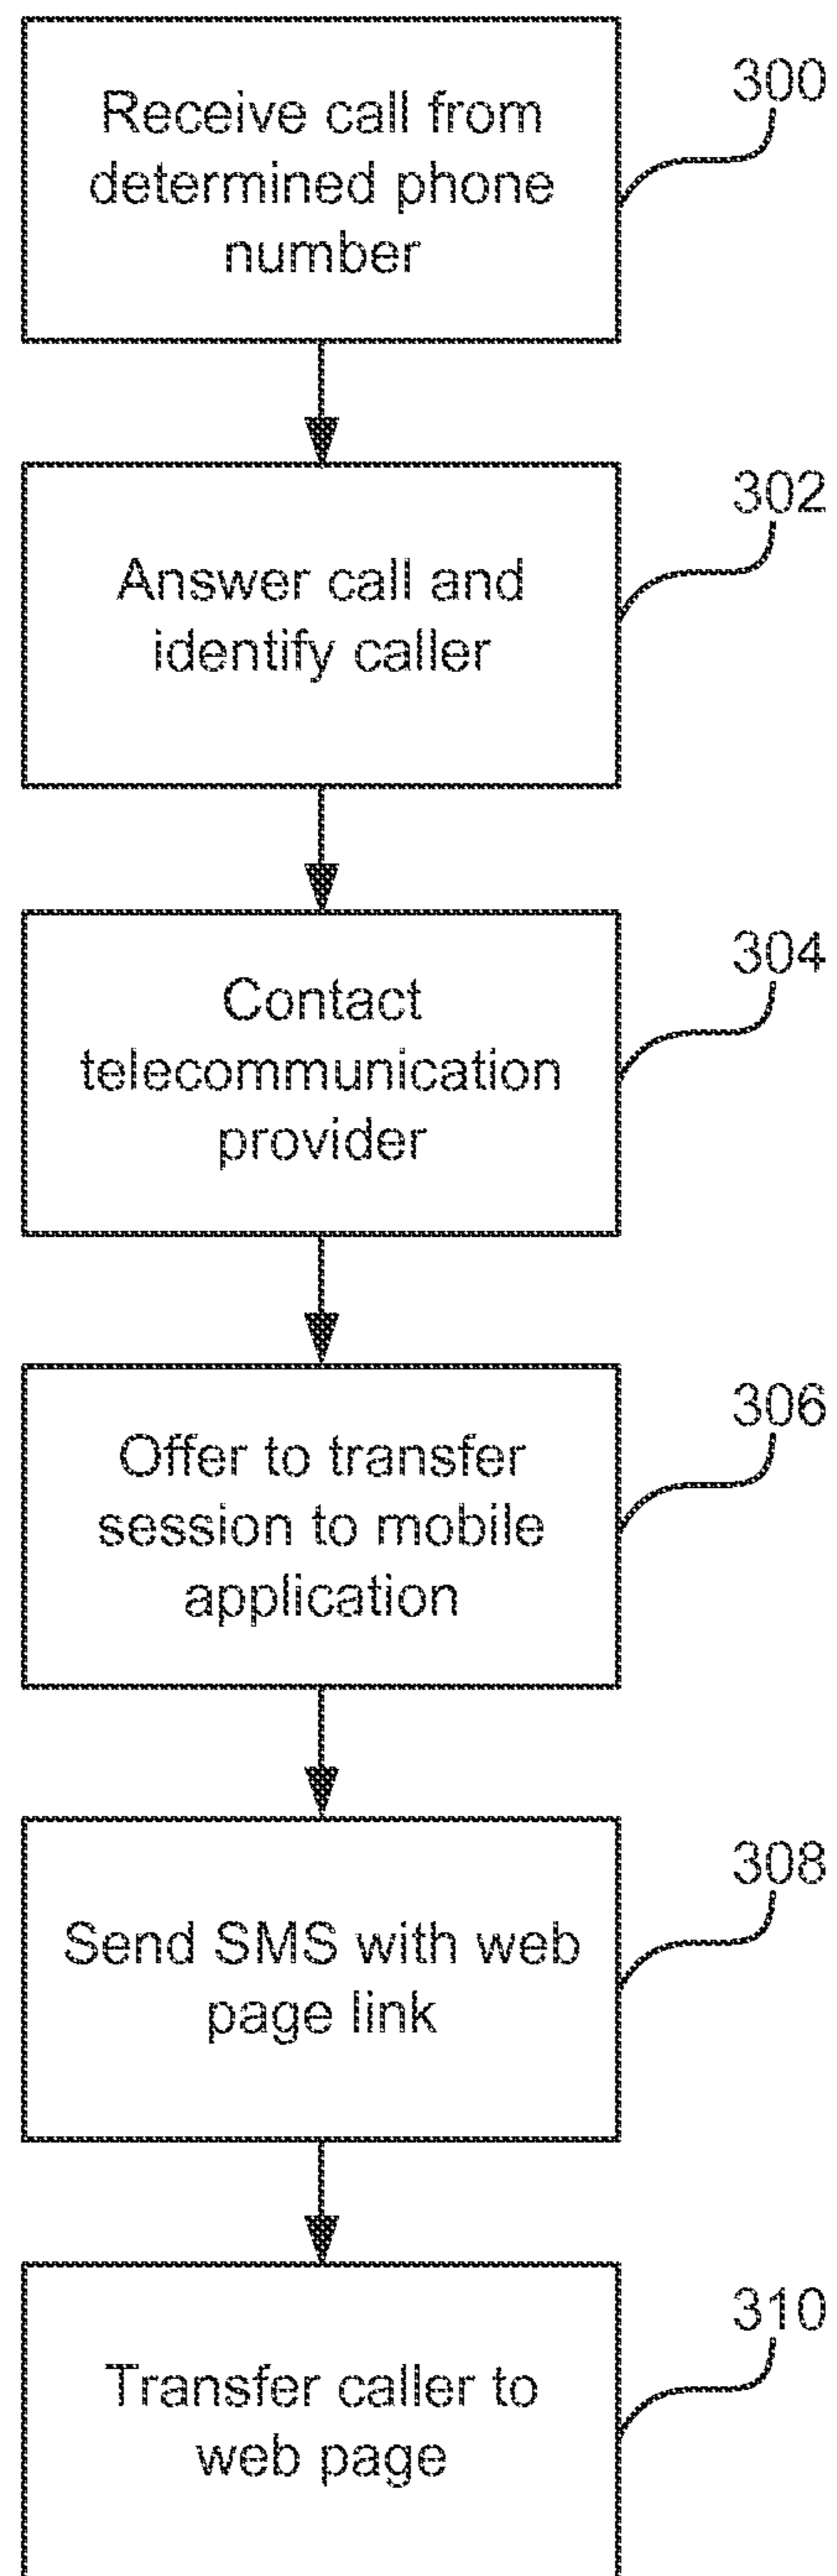 Receive call from
determined phone
number
300
Answer call and
identify caller
302
Contact
telecommunication
provider
304
Offer to transfer
session to mobile
application
306
Send SMS with web
page link
308
Transfer caller to
web page
310